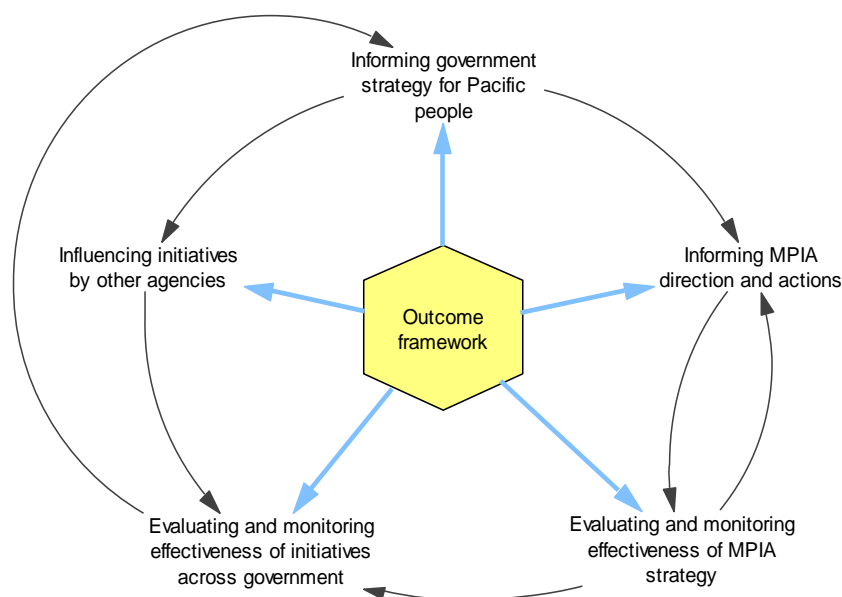 Informing government
strategy for Pacific
people
Influencing initiatives
by other agencies
Informing MPIA
direction and actions
Outcome
framework
Evaluating and monitoring
effectiveness of initiatives
across government
Evaluating and monitoring
effectiveness of MPIA
strategy